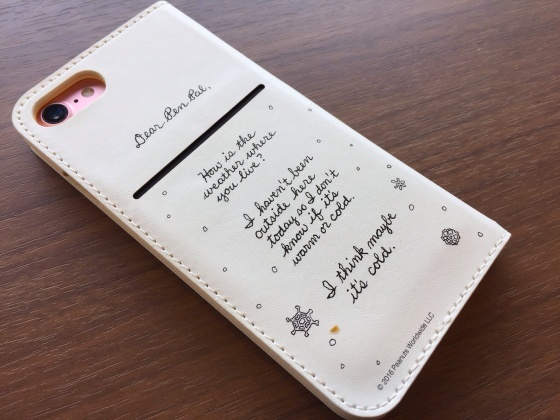 Dear Pen Pal,
How is the
weather where
you live?
I haven't been
outside here
today so I don't
know if it's
warm or cold.
I think maybe
it's cold.
© 2016 Peanuts Worldwide LLC